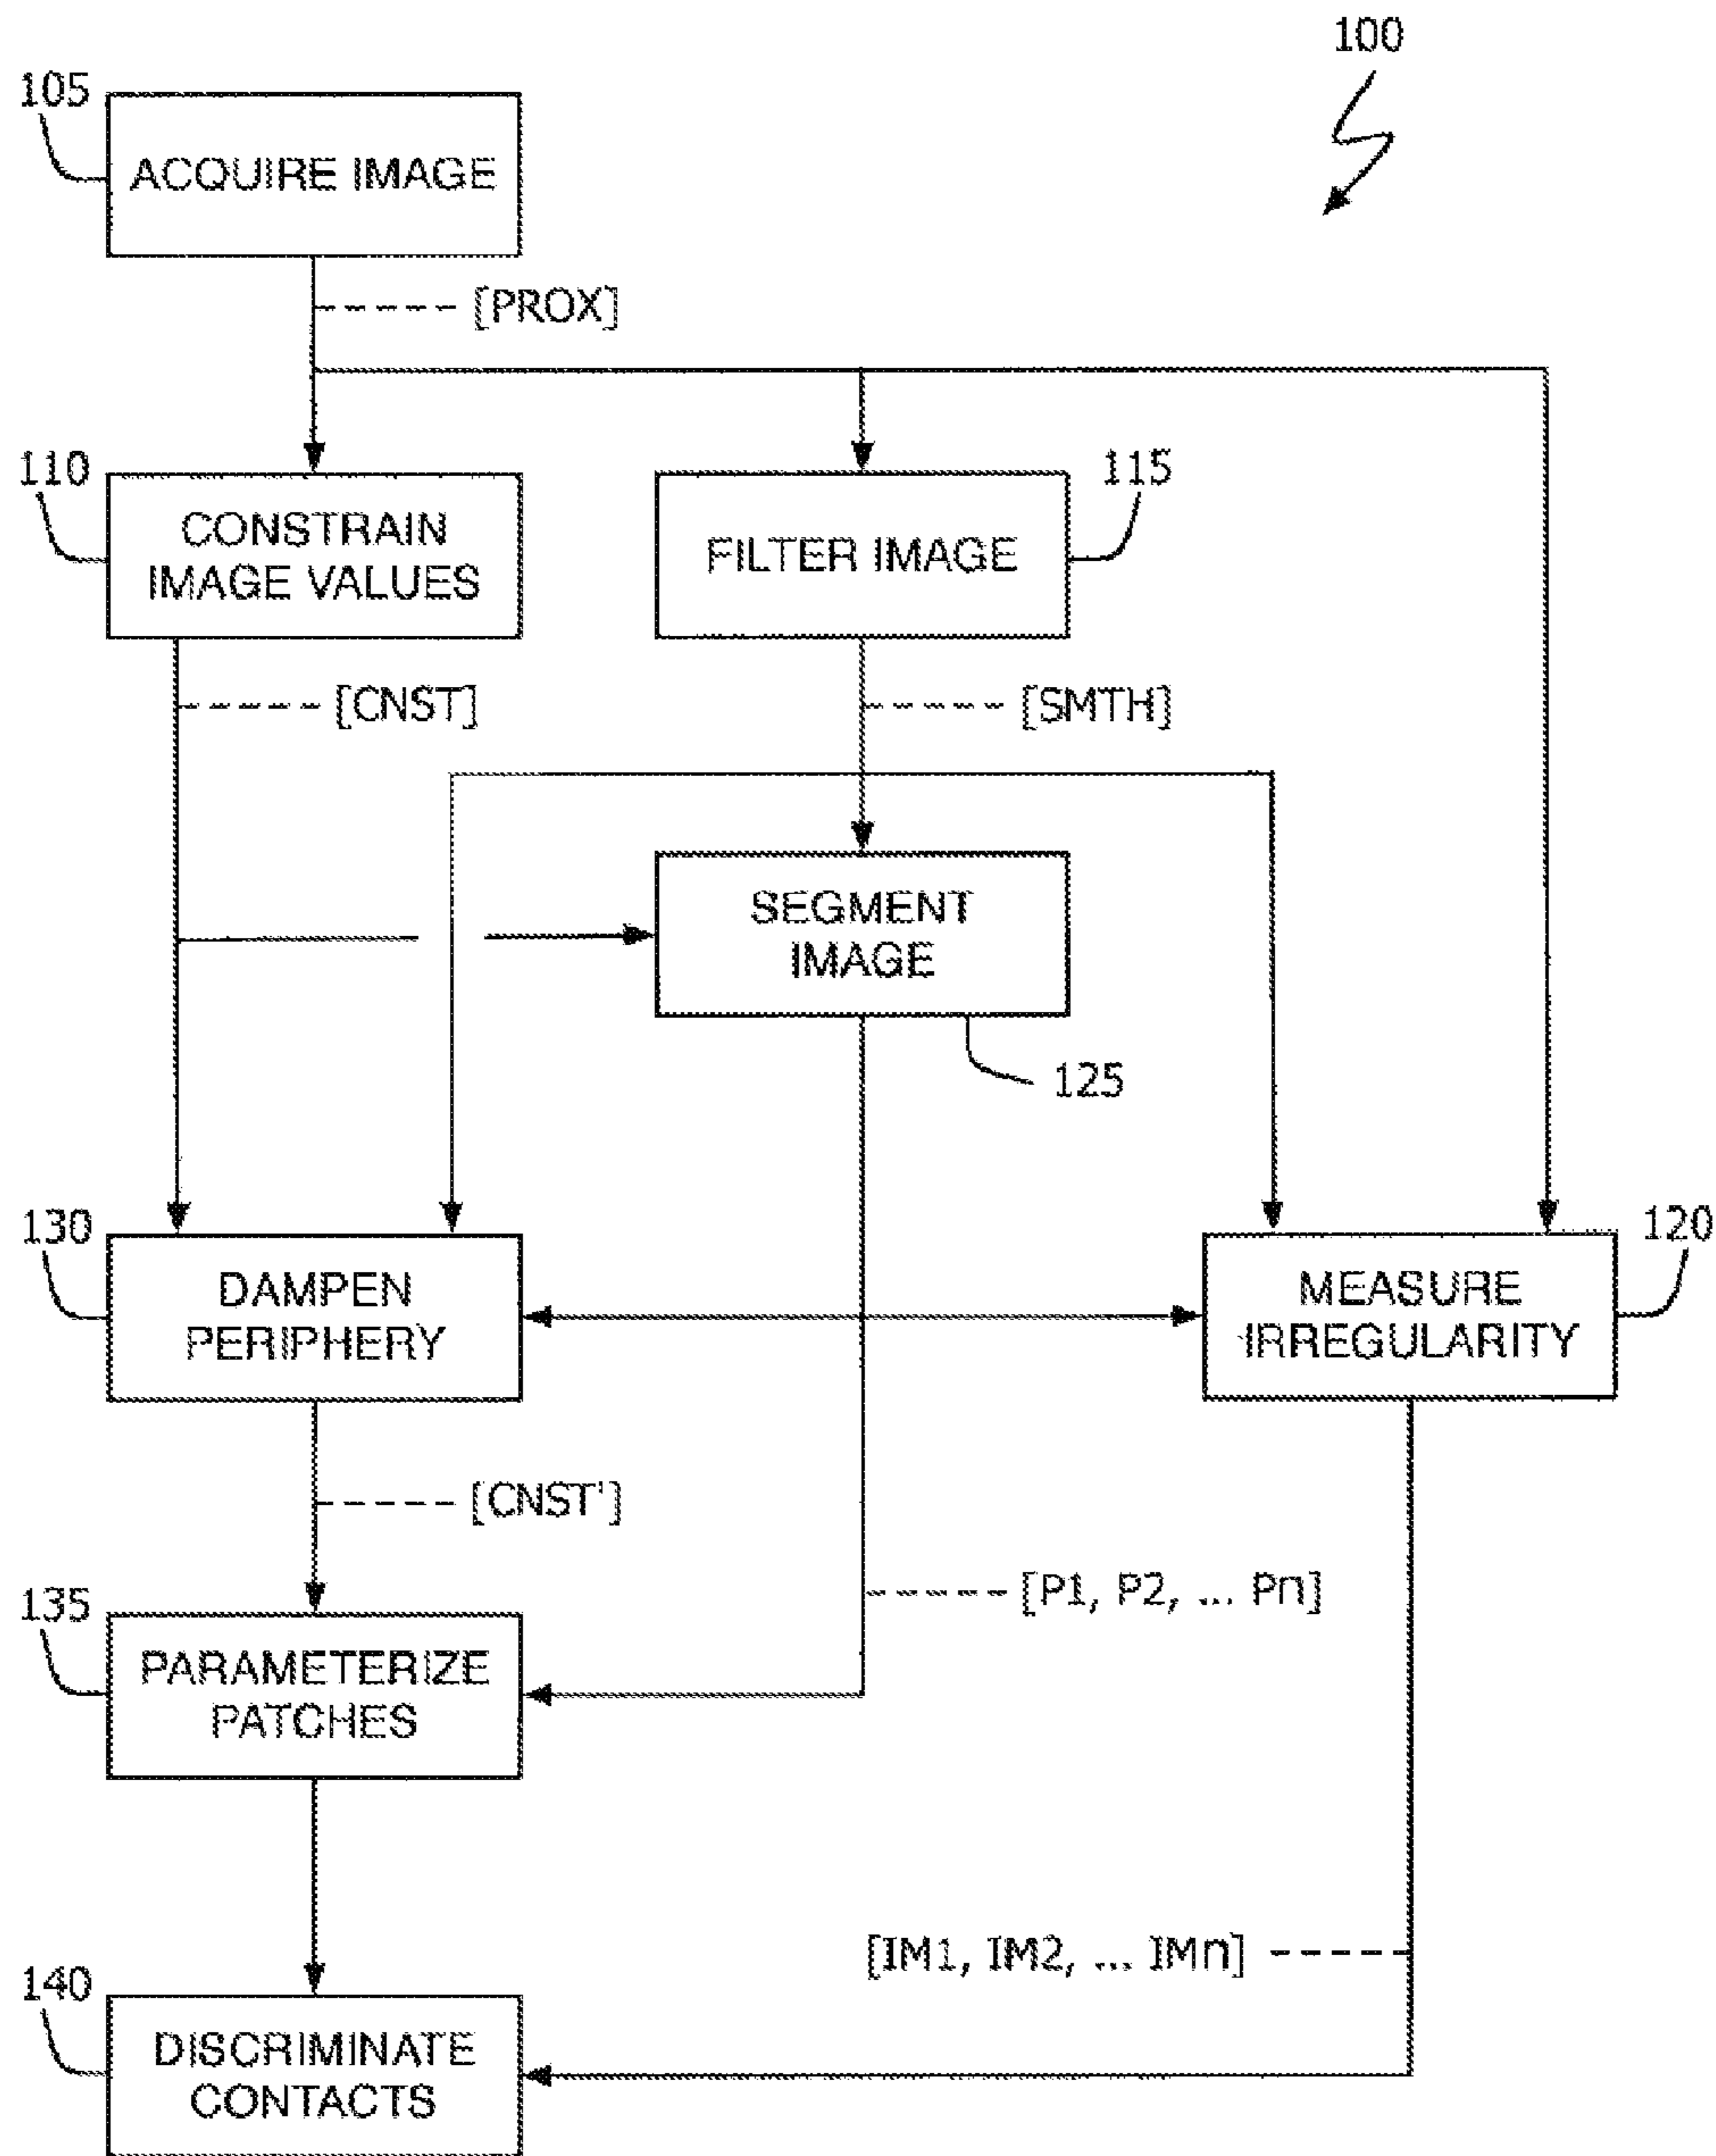 100
105
ACQUIRE IMAGE
[PROX]
110
CONSTRAIN
IMAGE VALUES
115
FILTER IMAGE
[CNST]
[SMTH]
SEGMENT
IMAGE
125
130
DAMPEN
PERIPHERY
120
MEASURE
IRREGULARITY
[CNST']
[P1, P2, ... Pn]
135
PARAMETERIZE
PATCHES
[IM1, IM2, ... IMn]
140
DISCRIMINATE
CONTACTS